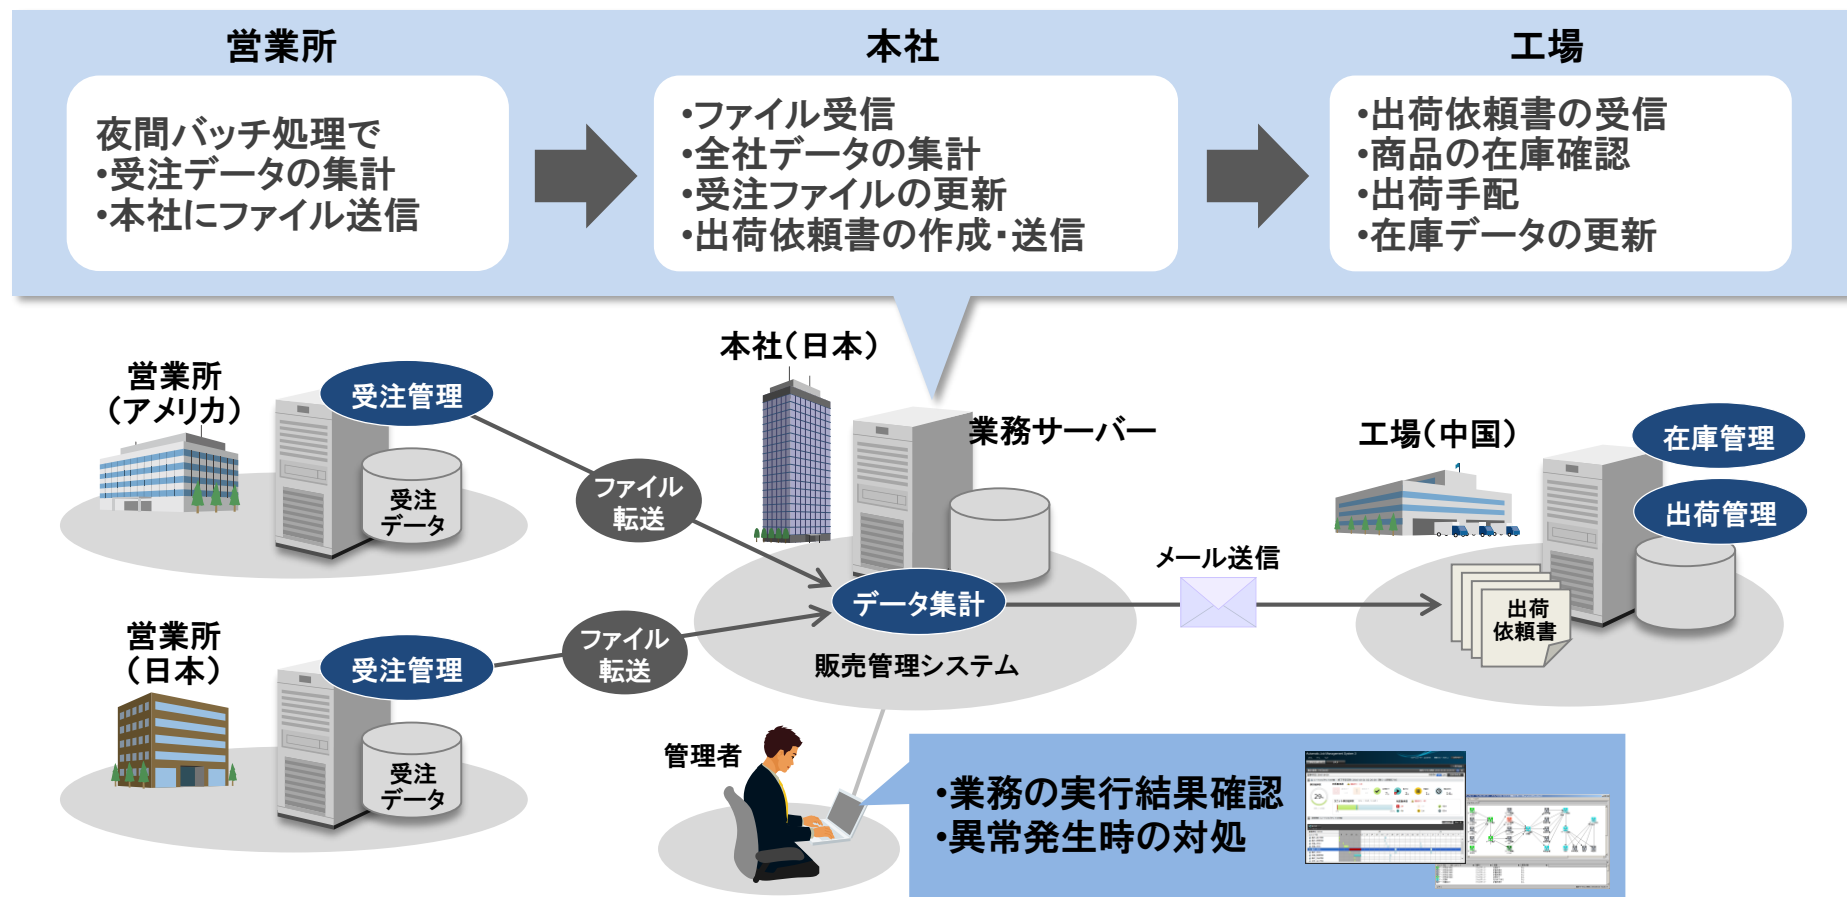 営業所
夜間バッチ処理で
・受注データの集計
・本社にファイル送信
本社
・ファイル受信
・全社データの集計
・受注ファイルの更新
・出荷依頼書の作成・送信
工場
・出荷依頼書の受信
・商品の在庫確認
・出荷手配
・在庫データの更新
営業所
（アメリカ）
受注管理
受注
データ
ファイル
転送
営業所
（日本）
受注管理
受注
データ
ファイル
転送
本社（日本）
業務サーバー
データ集計
販売管理システム
メール送信
工場（中国）
在庫管理
出荷管理
出荷
依頼書
管理者
・業務の実行結果確認
・異常発生時の対処